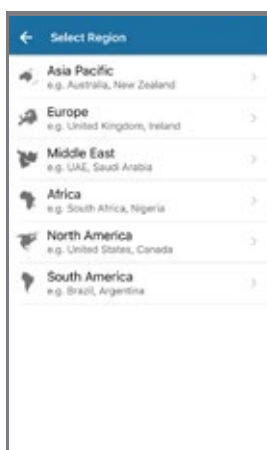 Select Region
Asia Pacific
e.g. Australia, New Zealand
Europe
e.g. United Kingdom, Ireland
Middle East
e.g. UAE, Saudi Arabia
Africa
e.g. South Africa, Nigeria
North America
e.g. United States, Canada
South America
e.g. Brazil, Argentina